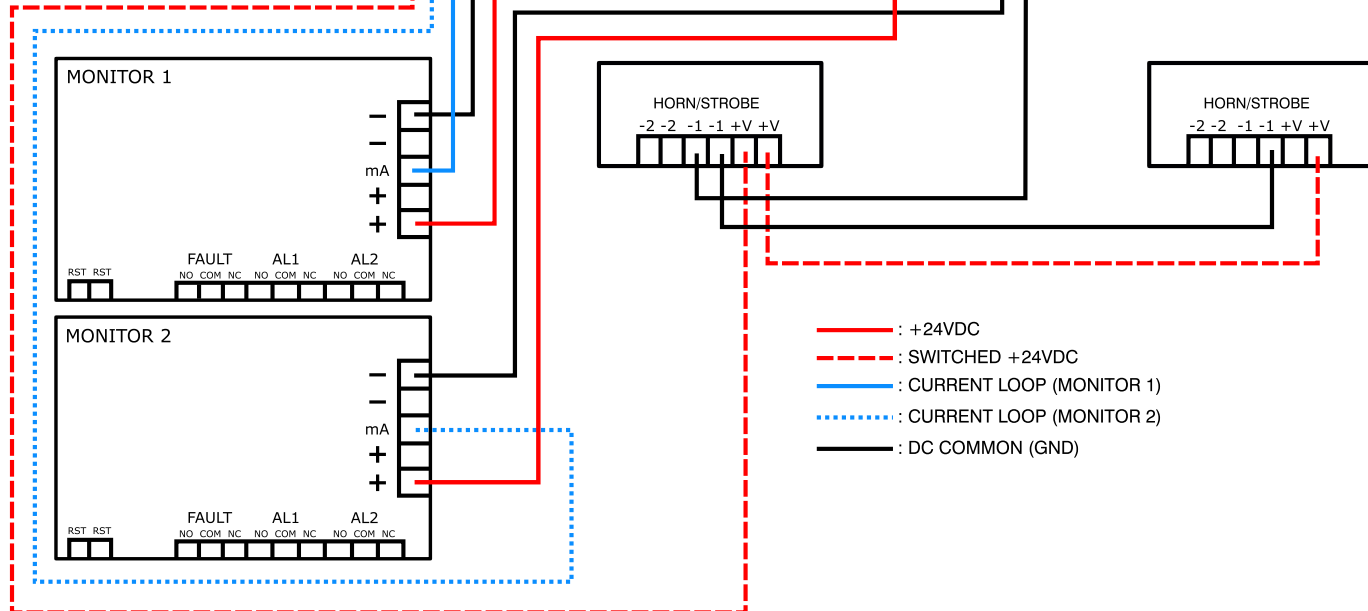 MONITOR 1
−
−
mA
+
+
FAULT AL1 AL2
RST RST NO COM NC NO COM NC NO COM NC
MONITOR 2
−
−
mA
+
+
FAULT AL1 AL2
RST RST NO COM NC NO COM NC NO COM NC
HORN/STROBE
-2 -2 -1 -1 +V +V
HORN/STROBE
-2 -2 -1 -1 +V +V
: +24VDC
: SWITCHED +24VDC
: CURRENT LOOP (MONITOR 1)
: CURRENT LOOP (MONITOR 2)
: DC COMMON (GND)